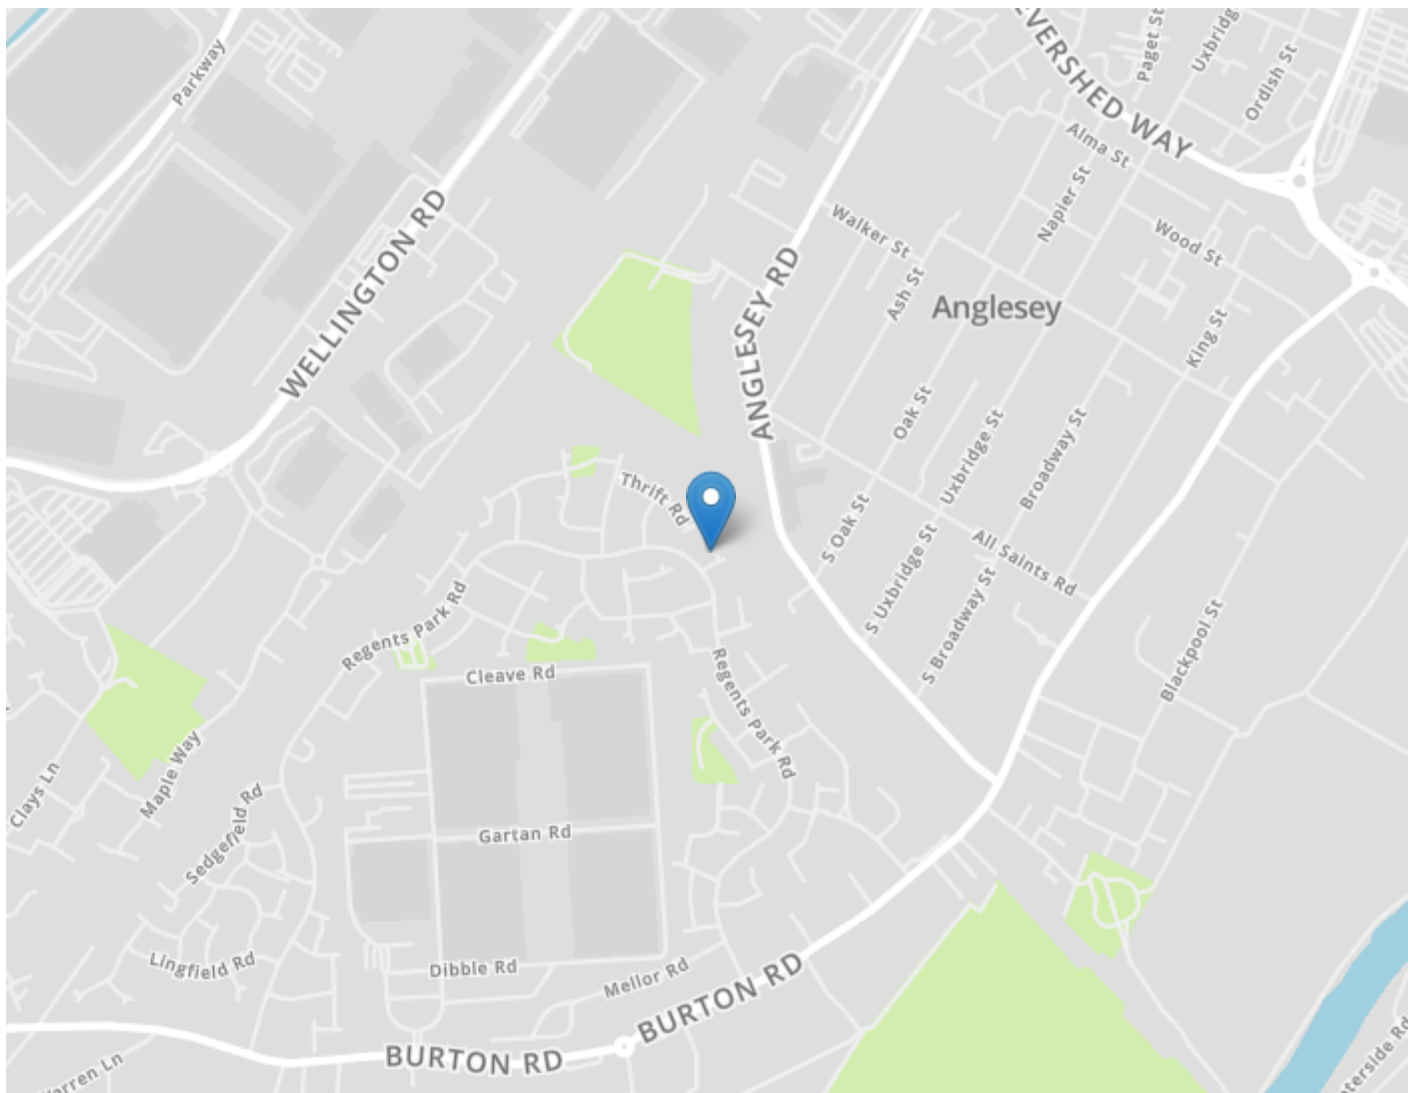 Parkway
EVERSHED WAY
Paget St
Uxbridg
Ordish St
Alma St
Napier St
Wood St
WELLINGTON RD
Walker St
ANGLESEY RD
Ash St
Anglesey
King St
Oak St
Uxbridge St
Broadway St
Thrift Rd
S Oak St
All Saints Rd
S Uxbridge St
S Broadway St
Regents Park Rd
Blackpool St
Cleave Rd
Regents Park Rd
Clays Ln
Maple Way
Sedgefield Rd
Gartan Rd
Lingfield Rd
Dibble Rd
Mellor Rd
BURTON RD
BURTON RD
arren Ln
terside Rd